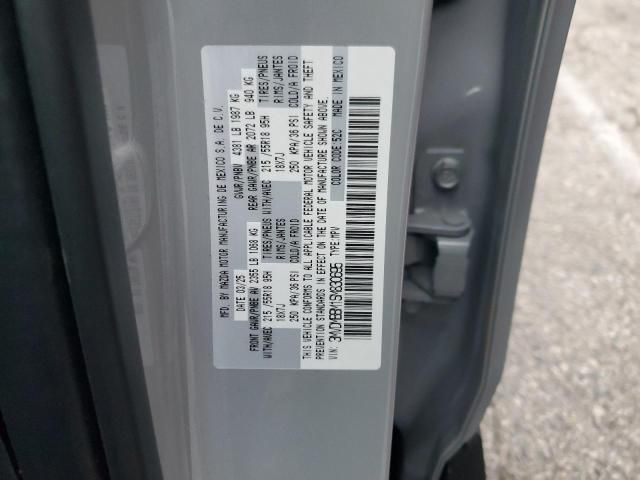 MFD. BY MAZDA MOTOR MANUFACTURING DE MEXICO S.A. DE C.V.
DATE 03/25 GVWR/PNBV 4381 LB 1987 KG
FRONT GAWR/PNBE AV 2355 LB 1068 KG REAR GAWR/PNBE AR 2072 LB 940 KG
WITH/AVEC 215/55R18 95H TIRES/PNEUS WITH/AVEC 215/55R18 95H TIRES/PNEUS
18X7J RIMS/JANTES 18X7J RIMS/JANTES
250 KPA/36 PSI COLD/A FROID 250 KPA/36 PSI COLD/A FROID
THIS VEHICLE CONFORMS TO ALL APPLICABLE FEDERAL MOTOR VEHICLE SAFETY AND THEFT
PREVENTION STANDARDS IN EFFECT ON THE DATE OF MANUFACTURE SHOWN ABOVE.
COLOR CODE: 52C MADE IN MEXICO
VIN: TYPE: MPV